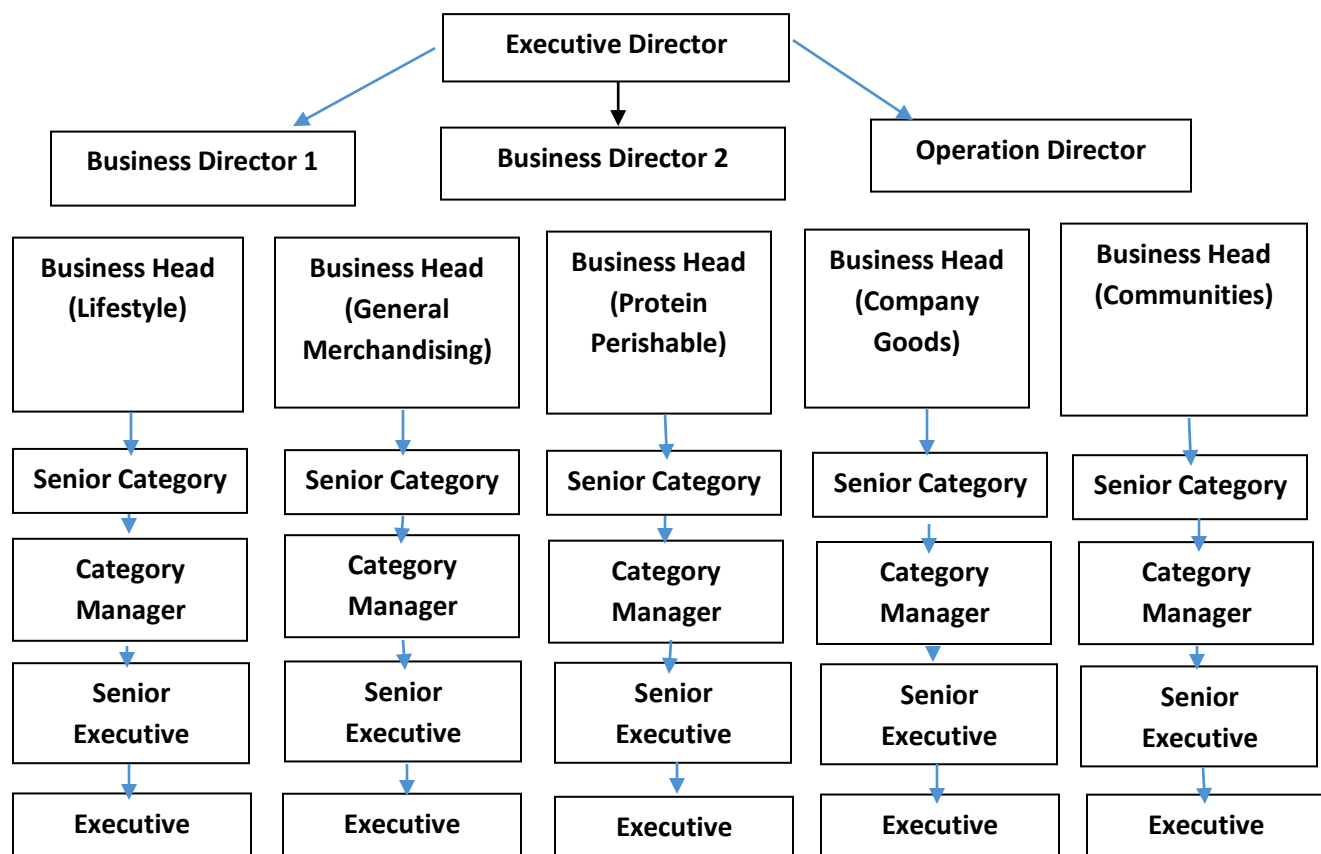 Executive Director
Business Director 1
Business Director 2
Operation Director
Business Head
(Lifestyle)
Business Head
(General
Merchandising)
Business Head
(Protein
Perishable)
Business Head
(Company
Goods)
Business Head
(Communities)
Senior Category
Senior Category
Senior Category
Senior Category
Senior Category
Category
Manager
Category
Manager
Category
Manager
Category
Manager
Category
Manager
Senior
Executive
Senior
Executive
Senior
Executive
Senior
Executive
Senior
Executive
Executive
Executive
Executive
Executive
Executive